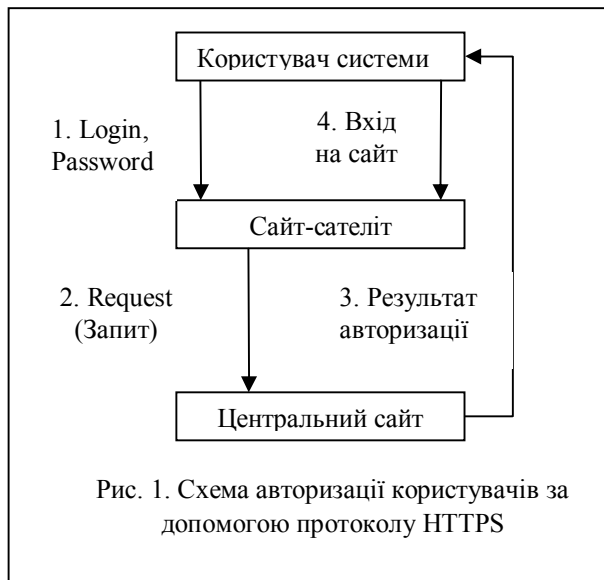 Користувач системи
1. Login,
Password
4. Вхід
на сайт
Сайт-сателіт
2. Request
(Запит)
3. Результат
авторизації
Центральний сайт
Рис. 1. Схема авторизації користувачів за
допомогою протоколу HTTPS